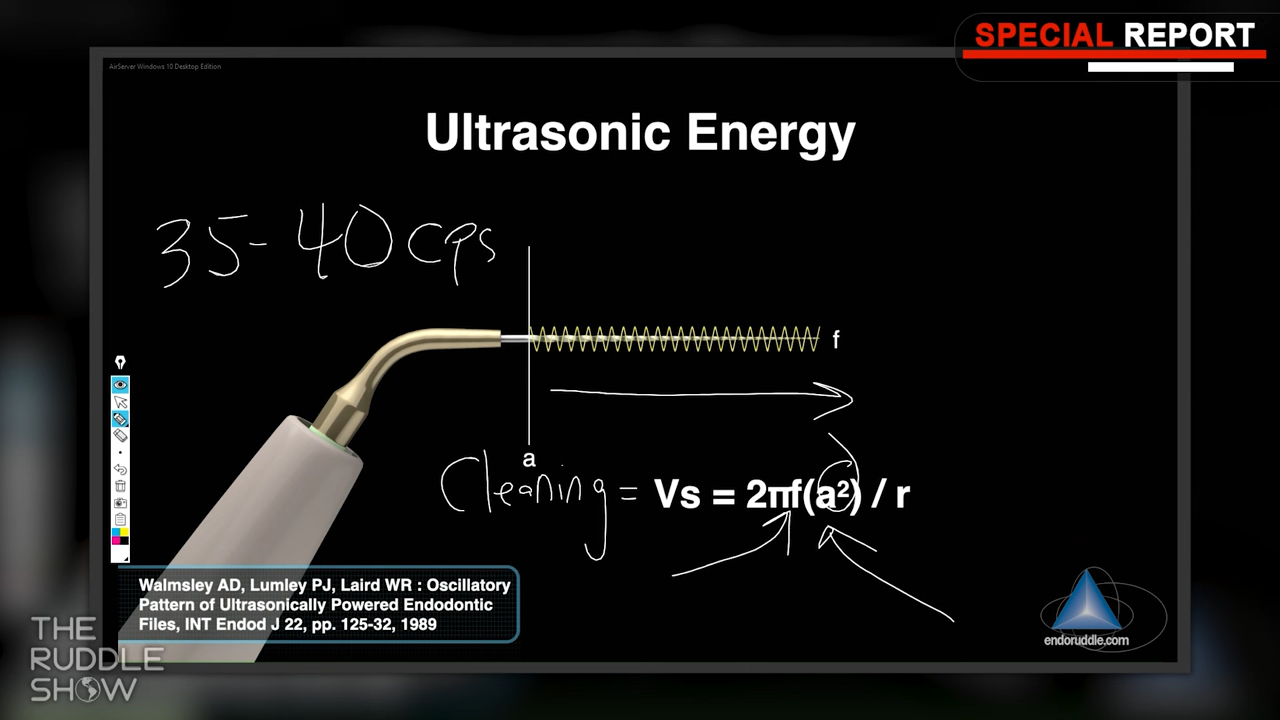 SPECIAL REPORT
AirServer Windows 10 Desktop Edition
Ultrasonic Energy
35-40 cps
f
a
Cleaning = Vs = 2πf(a²) / r
Walmsley AD, Lumley PJ, Laird WR : Oscillatory
Pattern of Ultrasonically Powered Endodontic
Files, INT Endod J 22, pp. 125-32, 1989
endoruddle.com
THE
RUDDLE
SHOW